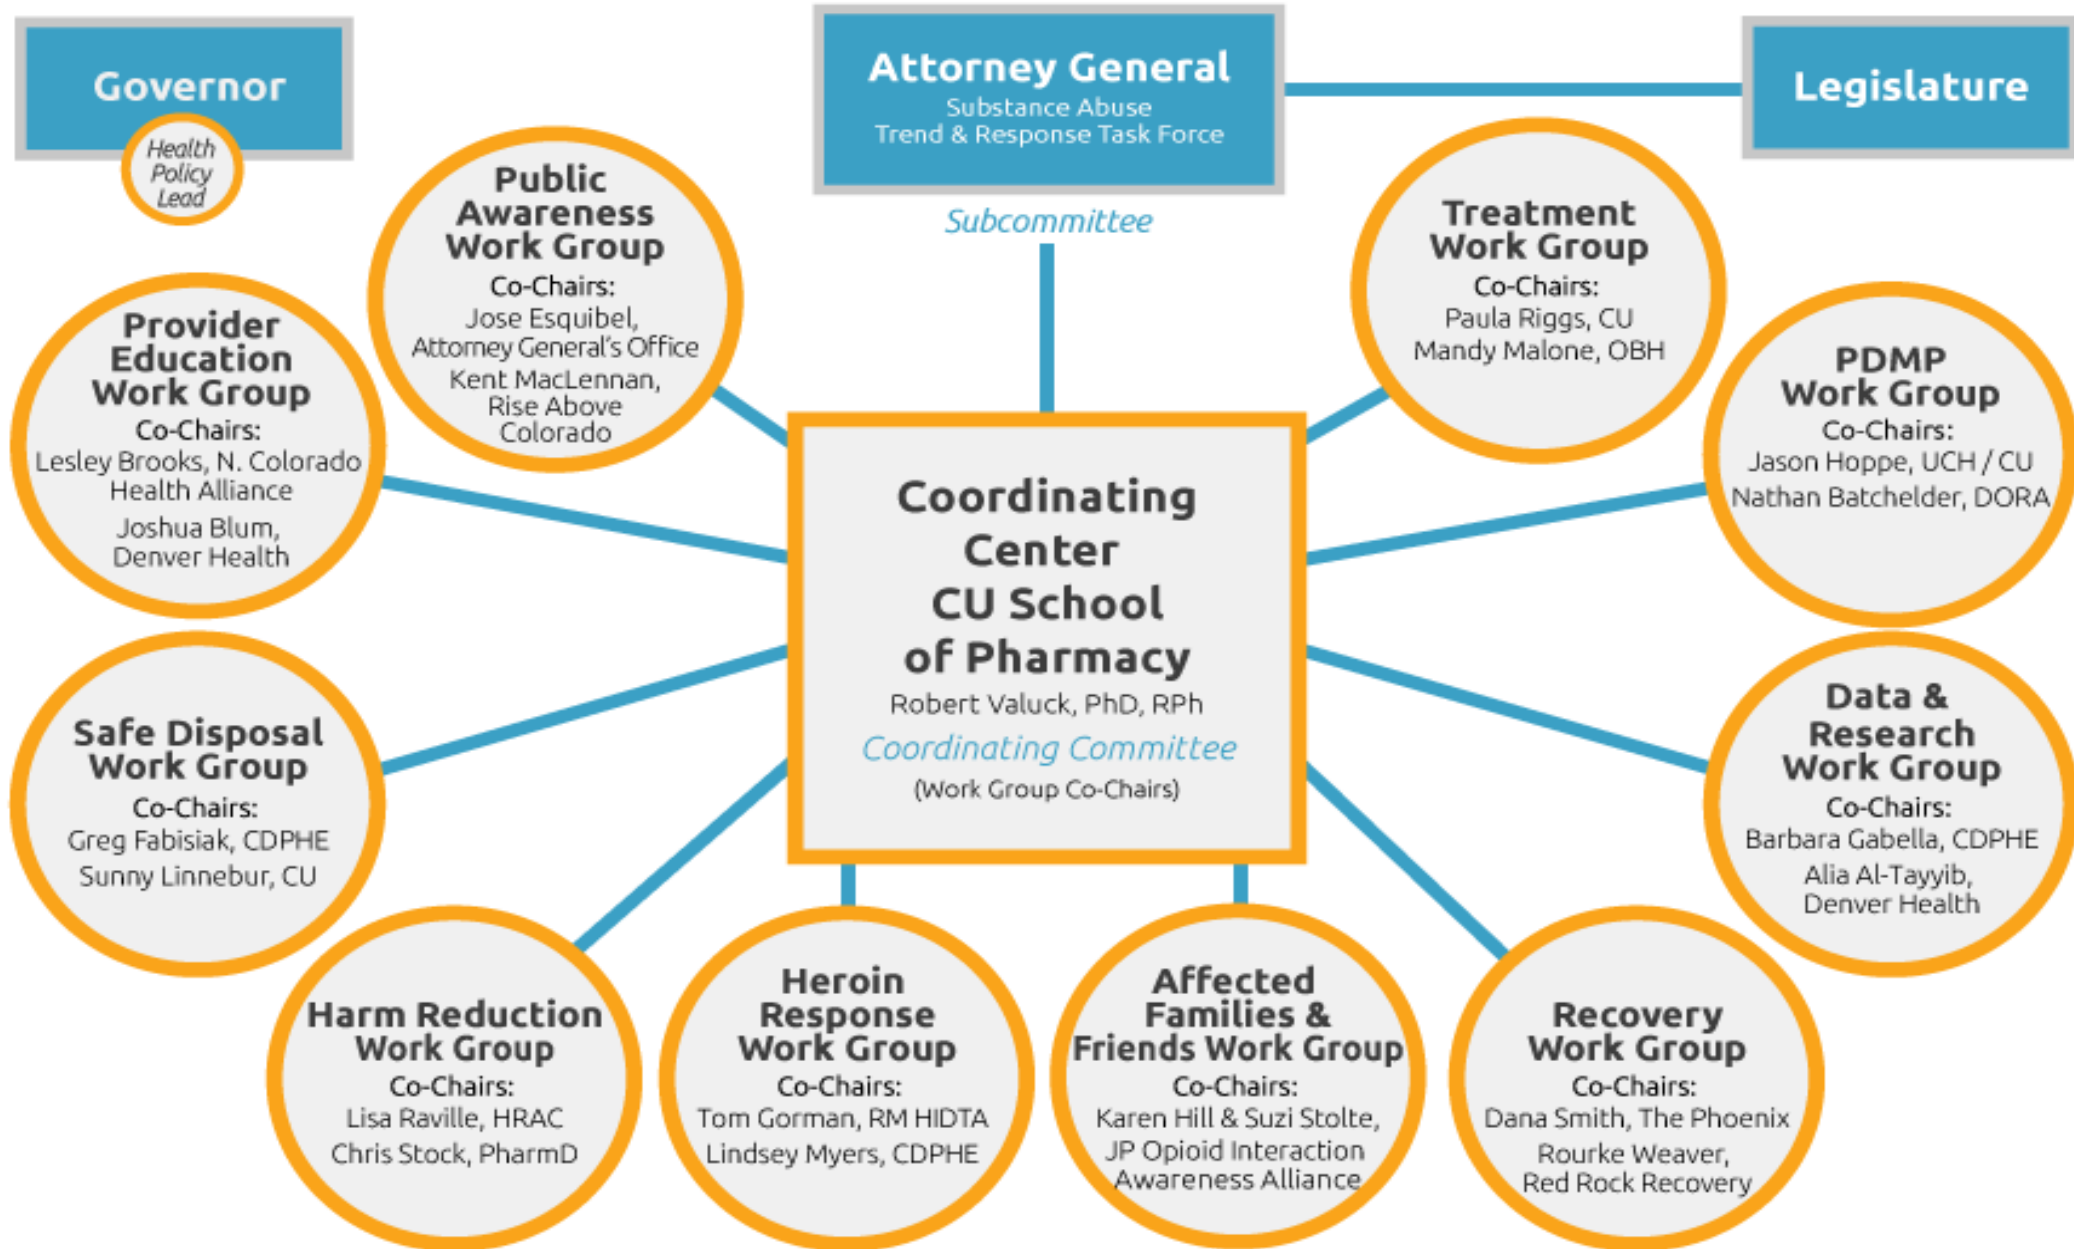 Governor
Health
Policy
Lead
Attorney General
Substance Abuse
Trend & Response Task Force
Subcommittee
Legislature
Public
Awareness
Work Group
Co-Chairs:
Jose Esquibel,
Attorney General's Office
Kent MacLennan,
Rise Above
Colorado
Treatment
Work Group
Co-Chairs:
Paula Riggs, CU
Mandy Malone, OBH
Provider
Education
Work Group
Co-Chairs:
Lesley Brooks, N. Colorado
Health Alliance
Joshua Blum,
Denver Health
PDMP
Work Group
Co-Chairs:
Jason Hoppe, UCH / CU
Nathan Batchelder, DORA
Coordinating
Center
CU School
of Pharmacy
Robert Valuck, PhD, RPh
Coordinating Committee
(Work Group Co-Chairs)
Safe Disposal
Work Group
Co-Chairs:
Greg Fabisiak, CDPHE
Sunny Linnebur, CU
Data &
Research
Work Group
Co-Chairs:
Barbara Gabella, CDPHE
Alia Al-Tayyib,
Denver Health
Harm Reduction
Work Group
Co-Chairs:
Lisa Raville, HRAC
Chris Stock, PharmD
Heroin
Response
Work Group
Co-Chairs:
Tom Gorman, RM HIDTA
Lindsey Myers, CDPHE
Affected
Families &
Friends Work Group
Co-Chairs:
Karen Hill & Suzi Stolte,
JP Opioid Interaction
Awareness Alliance
Recovery
Work Group
Co-Chairs:
Dana Smith, The Phoenix
Rourke Weaver,
Red Rock Recovery